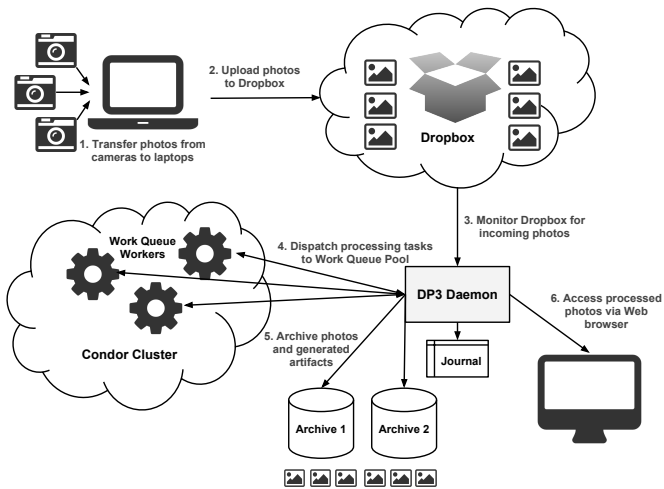 2. Upload photos
to Dropbox
Dropbox
1. Transfer photos from
cameras to laptops
3. Monitor Dropbox for
incoming photos
Work Queue
Workers
4. Dispatch processing tasks
to Work Queue Pool
DP3 Daemon
6. Access processed
photos via Web
browser
Condor Cluster
5. Archive photos
and generated
artifacts
Journal
Archive 1
Archive 2